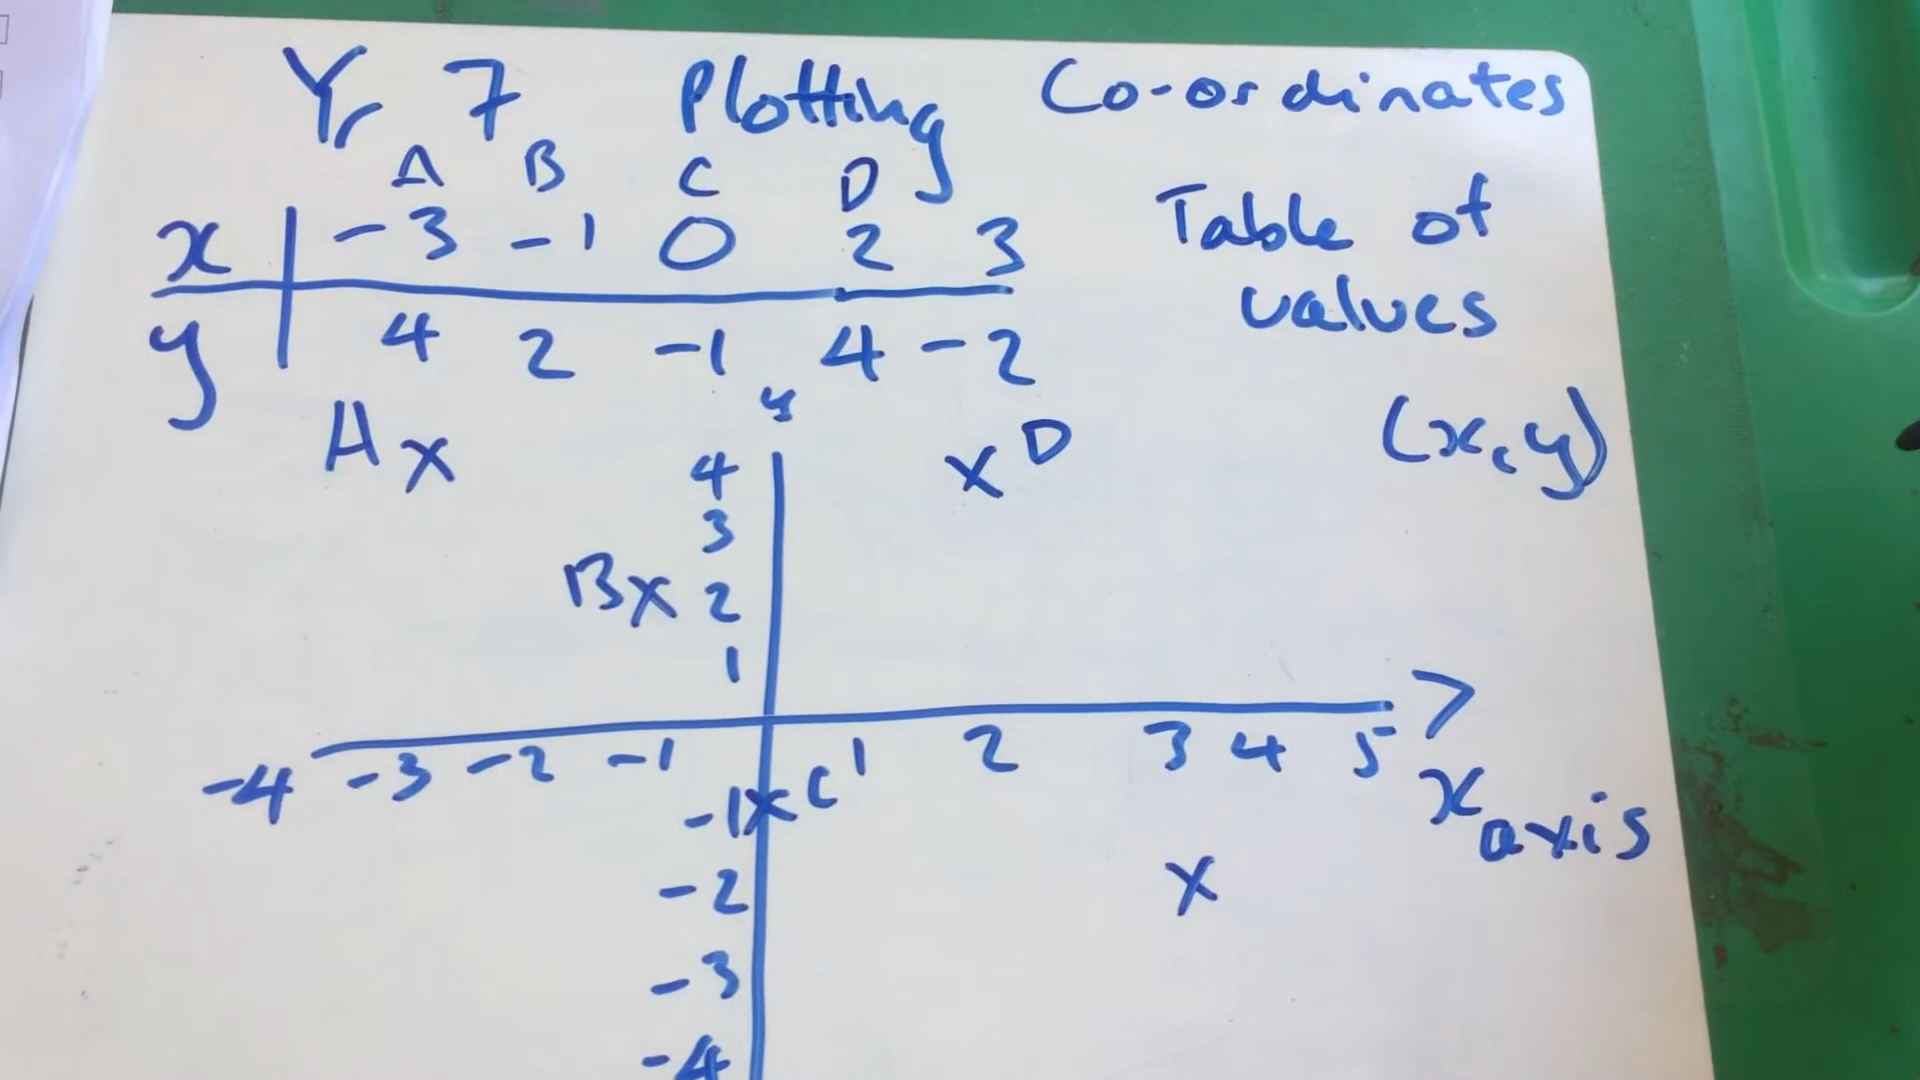 Yr 7 Plotting Co-ordinates
A B C D
x -3 -1 0 2 3
y 4 2 -1 4 -2
Table of
values
(x, y)
y
A x
x D
4
3
B x 2
1
-4 -3 -2 -1 1 2 3 4 5 >
x axis
-1 x C
-2
x
-3
-4